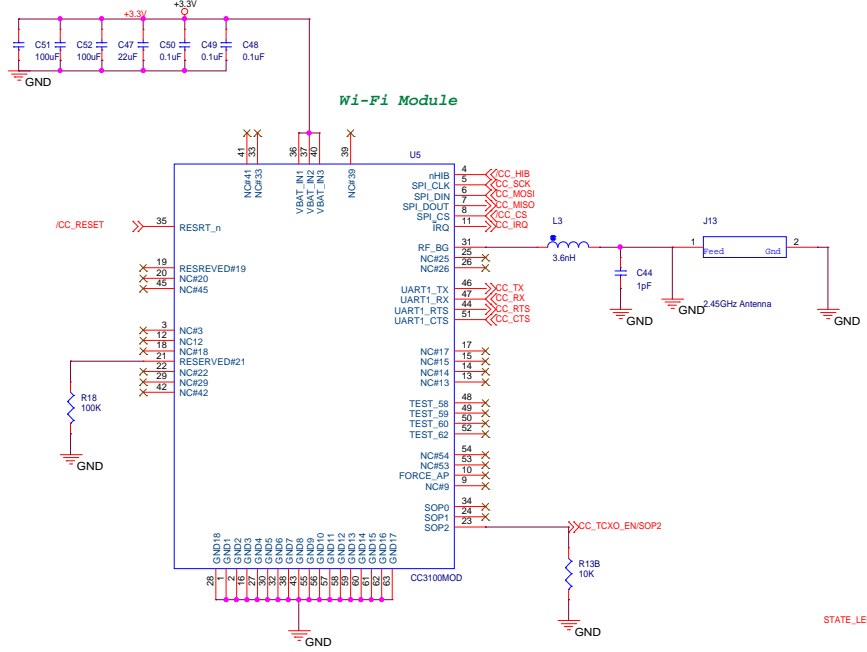 +3.3V
+3.3V
C51
100uF
C52
100uF
C47
22uF
C50
0.1uF
C49
0.1uF
C48
0.1uF
GND
Wi-Fi Module
41
33
36
37
40
39
U5
NC#41
NC#33
VBAT_IN1
VBAT_IN2
VBAT_IN3
NC#39
/CC_RESET
35
RESRT_n
19
RESREVED#19
20
NC#20
45
NC#45
3
NC#3
12
NC12
18
NC#18
21
RESERVED#21
22
NC#22
29
NC#29
42
NC#42
R18
100K
GND
nHIB
4
/CC_HIB
SPI_CLK
5
CC_SCK
SPI_DIN
6
CC_MOSI
SPI_DOUT
7
CC_MISO
SPI_CS
8
/CC_CS
IRQ
11
CC_IRQ
RF_BG
31
NC#25
25
NC#26
26
L3
3.6nH
C44
1pF
GND
GND
J13
1
Feed
Gnd
2
2.45GHz Antenna
GND
UART1_TX
46
CC_TX
UART1_RX
47
CC_RX
UART1_RTS
44
CC_RTS
UART1_CTS
51
CC_CTS
NC#17
17
NC#15
15
NC#14
14
NC#13
13
TEST_58
48
TEST_59
49
TEST_60
50
TEST_62
52
NC#54
54
NC#53
53
FORCE_AP
10
NC#9
9
SOP0
34
SOP1
24
SOP2
23
CC_TCXO_EN/SOP2
R13B
10K
GND
GND18
GND1
GND2
GND3
GND4
GND5
GND6
GND7
GND8
GND9
GND10
GND11
GND12
GND13
GND14
GND15
GND16
GND17
28
1
2
16
27
30
32
38
43
55
56
57
58
59
60
61
62
63
CC3100MOD
GND
STATE_LE